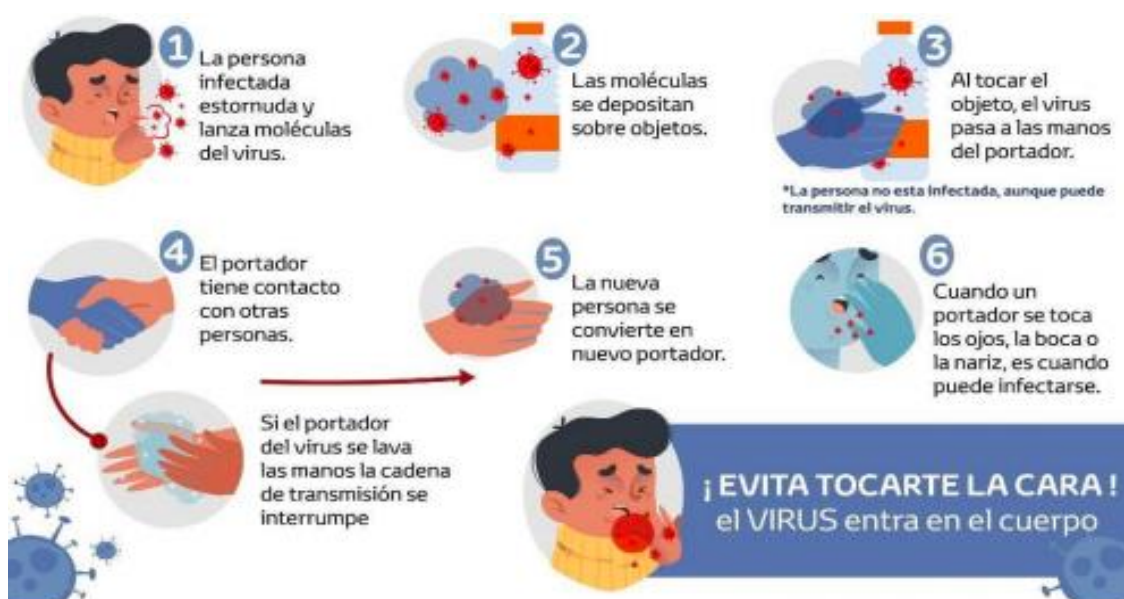 1
La persona
infectada
estornuda y
lanza moléculas
del virus.
2
Las moléculas
se depositan
sobre objetos.
3
Al tocar el
objeto, el virus
pasa a las manos
del portador.
*La persona no esta infectada, aunque puede
transmitir el virus.
4
El portador
tiene contacto
con otras
personas.
5
La nueva
persona se
convierte en
nuevo portador.
6
Cuando un
portador se toca
los ojos, la boca o
la nariz, es cuando
puede infectarse.
Si el portador
del virus se lava
las manos la cadena
de transmisión se
interrumpe
¡ EVITA TOCARTE LA CARA !
el VIRUS entra en el cuerpo